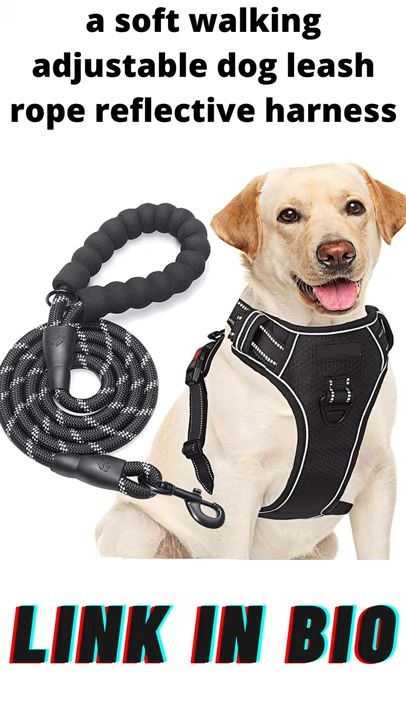 a soft walking
adjustable dog leash
rope reflective harness
LINK IN BIO